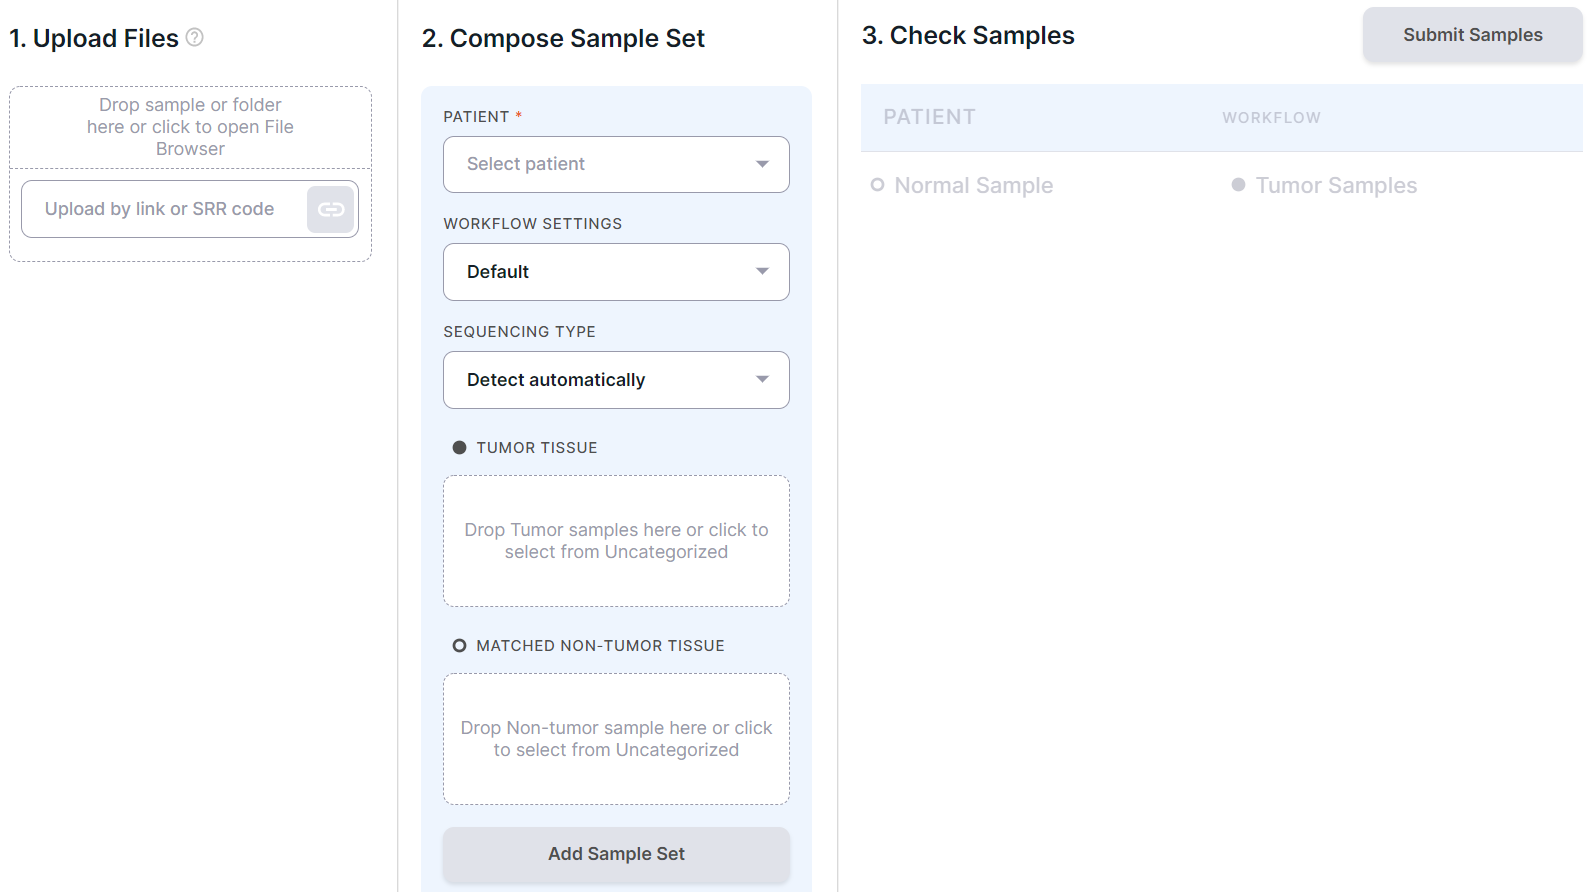 1. Upload Files
Drop sample or folder
here or click to open File
Browser
Upload by link or SRR code
2. Compose Sample Set
PATIENT *
Select patient
WORKFLOW SETTINGS
Default
SEQUENCING TYPE
Detect automatically
TUMOR TISSUE
Drop Tumor samples here or click to
select from Uncategorized
MATCHED NON-TUMOR TISSUE
Drop Non-tumor sample here or click
to select from Uncategorized
Add Sample Set
3. Check Samples
Submit Samples
PATIENT
WORKFLOW
Normal Sample
Tumor Samples